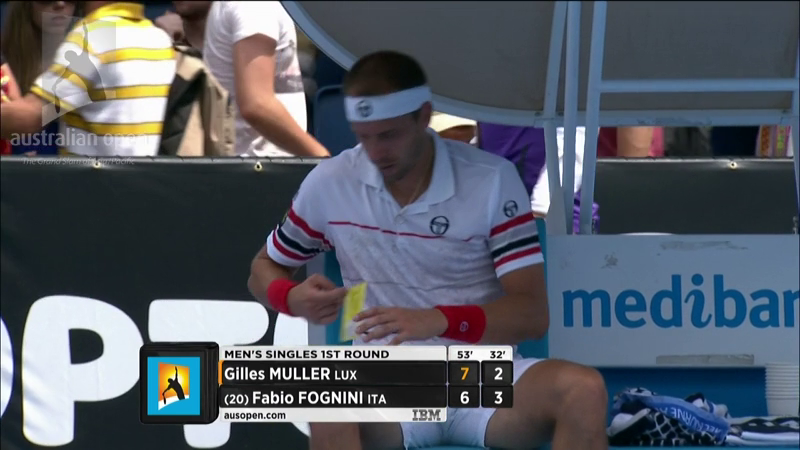 australian open
OPT
medibank
MEN'S SINGLES 1ST ROUND 53' 32'
Gilles MULLER LUX 7 2
(20) Fabio FOGNINI ITA 6 3
ausopen.com IBM